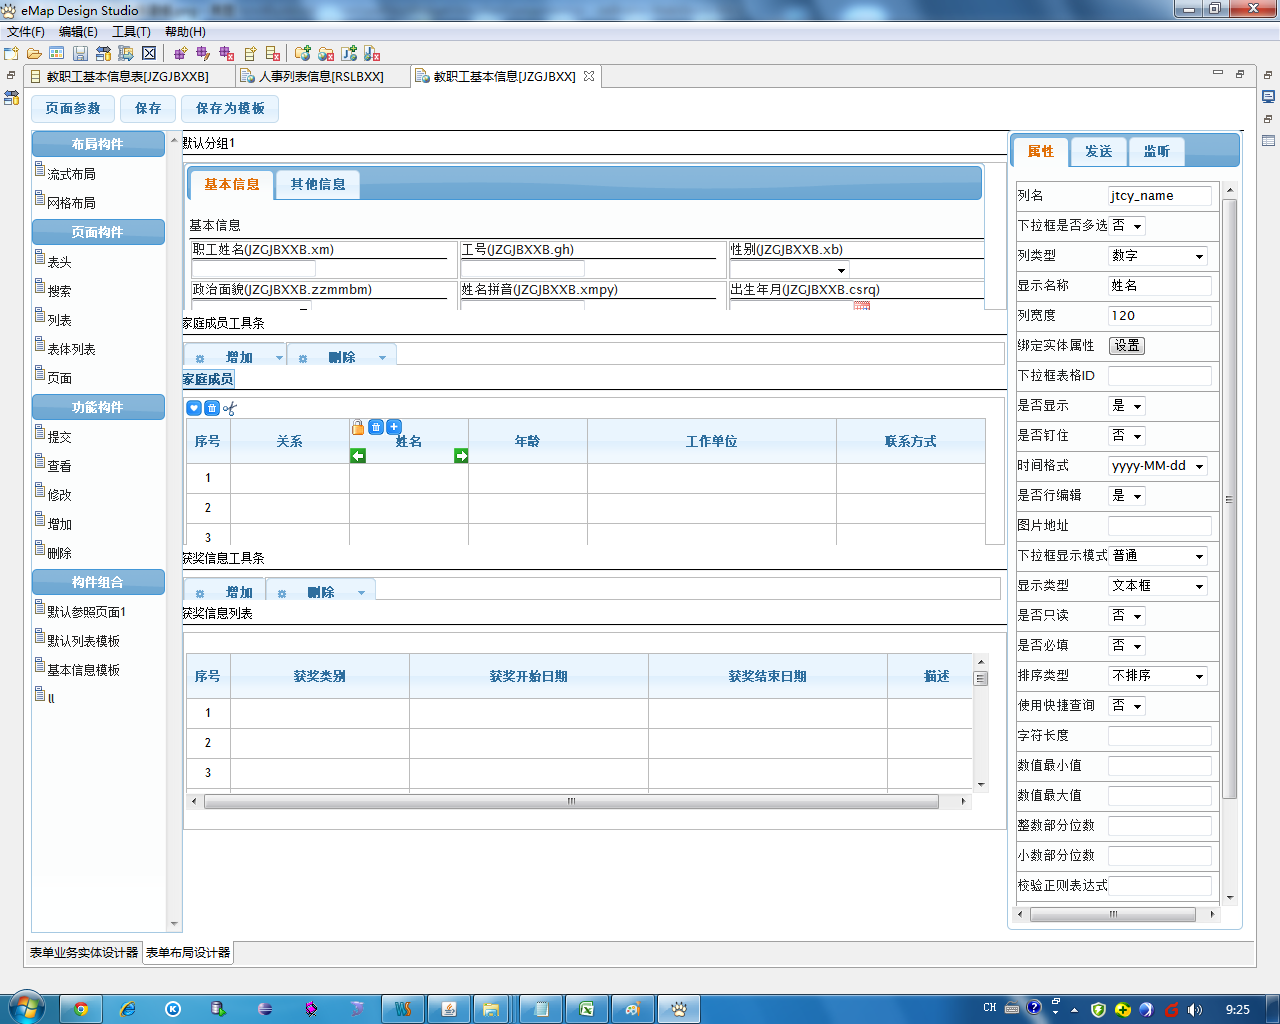 eMap Design Studio
文件(F) 编辑(E) 工具(T) 帮助(H)
教职工基本信息表[JZGJBXXB] 人事列表信息[RSLBXX] 教职工基本信息[JZGJBXX]
页面参数 保存 保存为模板
布局构件
流式布局
网格布局
页面构件
表头
搜索
列表
表体列表
页面
功能构件
提交
查看
修改
增加
删除
构件组合
默认参照页面1
默认列表模板
基本信息模板
ll
默认分组1
基本信息 其他信息
基本信息
职工姓名(JZGJBXXB.xm) 工号(JZGJBXXB.gh) 性别(JZGJBXXB.xb)
政治面貌(JZGJBXXB.zzmmbm) 姓名拼音(JZGJBXXB.xmpy) 出生年月(JZGJBXXB.csrq)
家庭成员工具条
增加 删除
家庭成员
序号 关系 姓名 年龄 工作单位 联系方式
1
2
3
获奖信息工具条
增加 删除
获奖信息列表
序号 获奖类别 获奖开始日期 获奖结束日期 描述
1
2
3
属性 发送 监听
列名 jtcy_name
下拉框是否多选 否
列类型 数字
显示名称 姓名
列宽度 120
绑定实体属性 设置
下拉框表格ID
是否显示 是
是否钉住 否
时间格式 yyyy-MM-dd
是否行编辑 是
图片地址
下拉框显示模式 普通
显示类型 文本框
是否只读 否
是否必填 否
排序类型 不排序
使用快捷查询 否
字符长度
数值最小值
数值最大值
整数部分位数
小数部分位数
校验正则表达式
表单业务实体设计器 表单布局设计器
CH 9:25